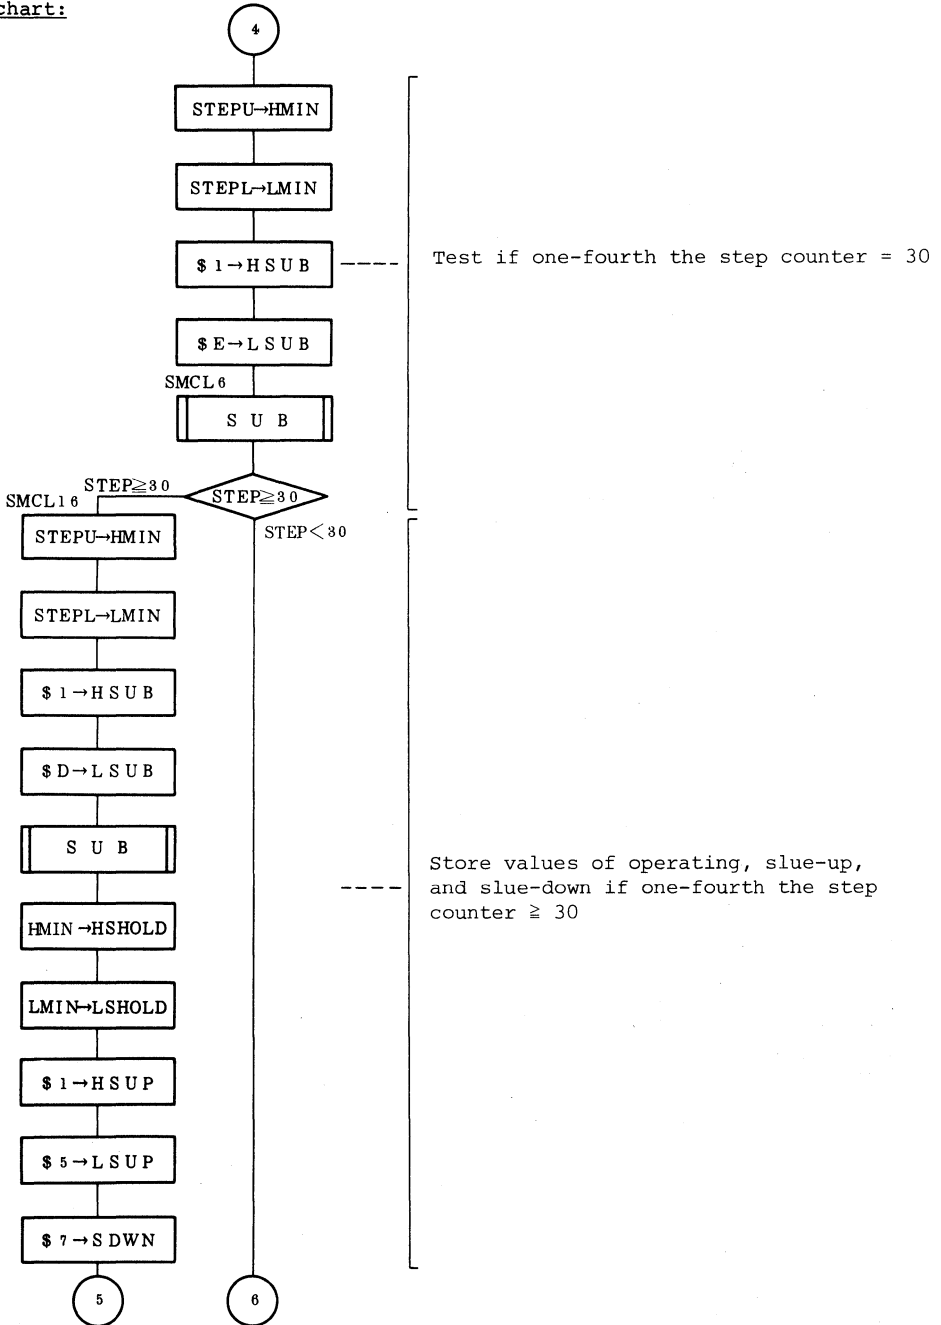 chart:
4
STEPU→HMIN
STEPL→LMIN
$1→HSUB
Test if one-fourth the step counter = 30
$E→LSUB
SMCL6
SUB
STEP≧30
STEP≧30
SMCL16
STEP<30
STEPU→HMIN
STEPL→LMIN
$1→HSUB
$D→LSUB
SUB
Store values of operating, slue-up,
and slue-down if one-fourth the step
counter ≧ 30
HMIN→HSHOLD
LMIN→LSHOLD
$1→HSUP
$5→LSUP
$7→SDWN
5
6